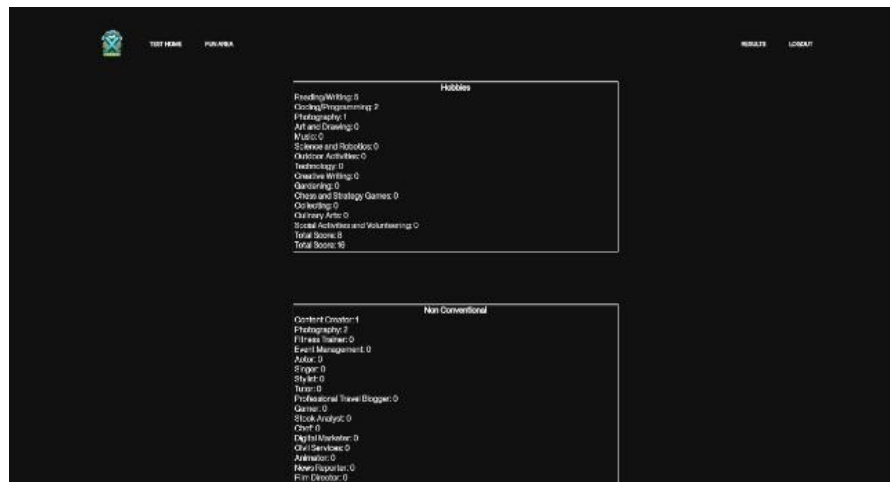 TEST HOME
FUN AREA
RESULTS
LOGOUT
Hobbies
Reading/Writing: 5
Coding/Programming: 2
Photography: 1
Art and Drawing: 0
Music: 0
Science and Robotics: 0
Outdoor Activities: 0
Technology: 0
Creative Writing: 0
Gardening: 0
Chess and Strategy Games: 0
Collecting: 0
Culinary Arts: 0
Social Activities and Volunteering: 0
Total Score: 8
Total Score: 16
Non Conventional
Content Creator: 1
Photography: 2
Fitness Trainer: 0
Event Management: 0
Actor: 0
Singer: 0
Stylist: 0
Tutor: 0
Professional Travel Blogger: 0
Gamer: 0
Stock Analyst: 0
Chef: 0
Digital Marketer: 0
Civil Services: 0
Animator: 0
News Reporter: 0
Film Director: 0